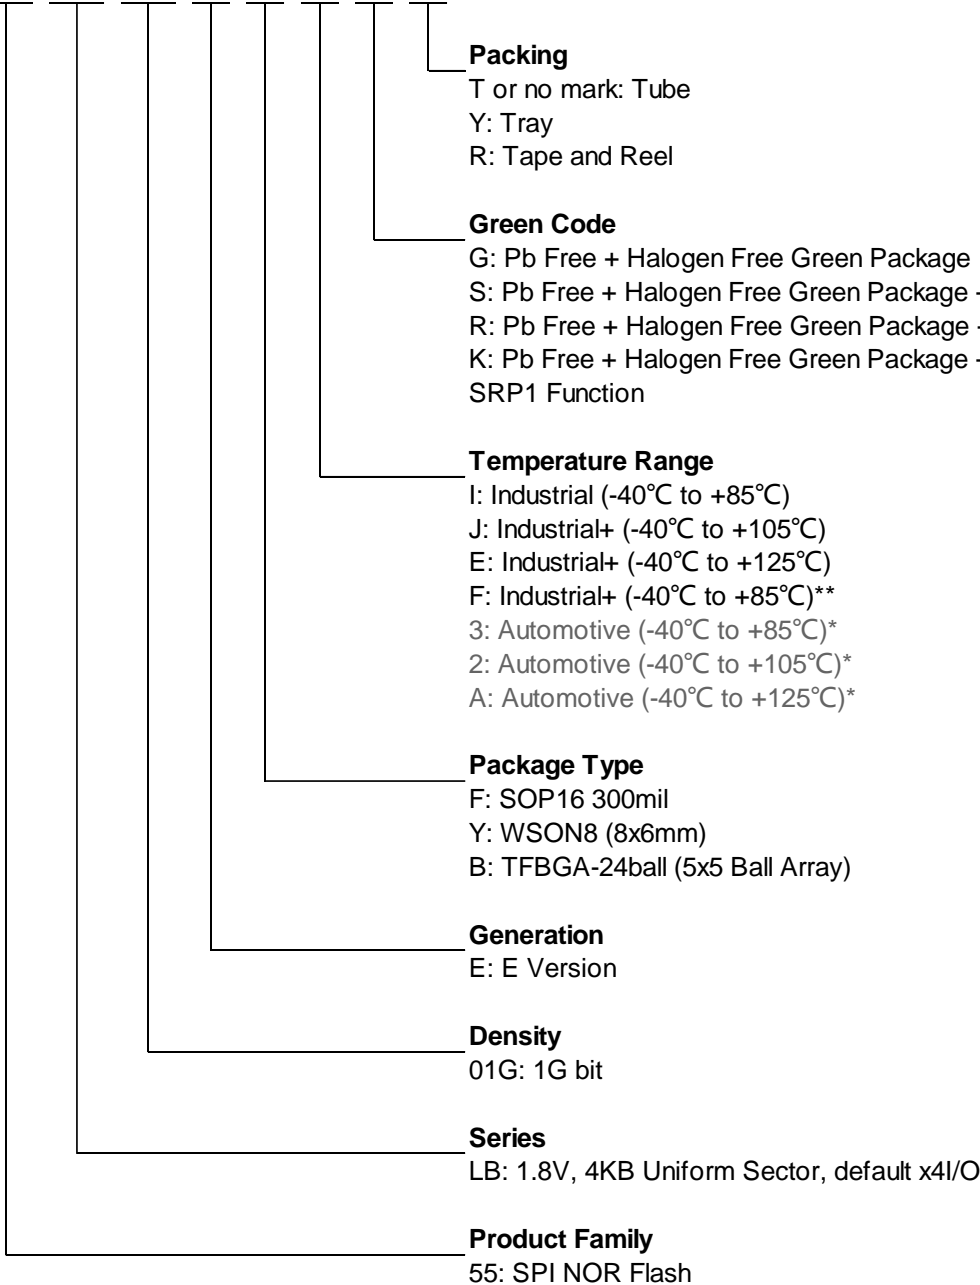 Packing
T or no mark: Tube
Y: Tray
R: Tape and Reel
Green Code
G: Pb Free + Halogen Free Green Package
S: Pb Free + Halogen Free Green Package -
R: Pb Free + Halogen Free Green Package -
K: Pb Free + Halogen Free Green Package -
SRP1 Function
Temperature Range
I: Industrial (-40℃ to +85℃)
J: Industrial+ (-40℃ to +105℃)
E: Industrial+ (-40℃ to +125℃)
F: Industrial+ (-40℃ to +85℃)**
3: Automotive (-40℃ to +85℃)*
2: Automotive (-40℃ to +105℃)*
A: Automotive (-40℃ to +125℃)*
Package Type
F: SOP16 300mil
Y: WSON8 (8x6mm)
B: TFBGA-24ball (5x5 Ball Array)
Generation
E: E Version
Density
01G: 1G bit
Series
LB: 1.8V, 4KB Uniform Sector, default x4I/O
Product Family
55: SPI NOR Flash